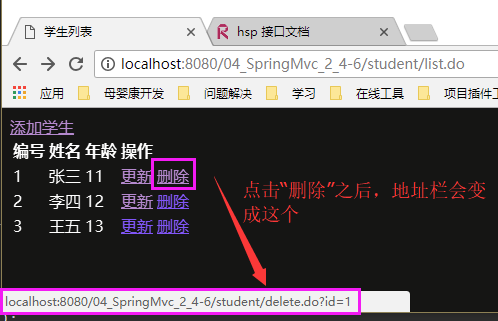 学生列表
hsp 接口文档
localhost:8080/04_SpringMvc_2_4-6/student/list.do
应用 母婴康开发 问题解决 学习 在线工具 项目插件工
添加学生
编号 姓名 年龄 操作
1 张三 11 更新 删除
2 李四 12 更新 删除
3 王五 13 更新 删除
点击“删除”之后，地址栏会变
成这个
localhost:8080/04_SpringMvc_2_4-6/student/delete.do?id=1